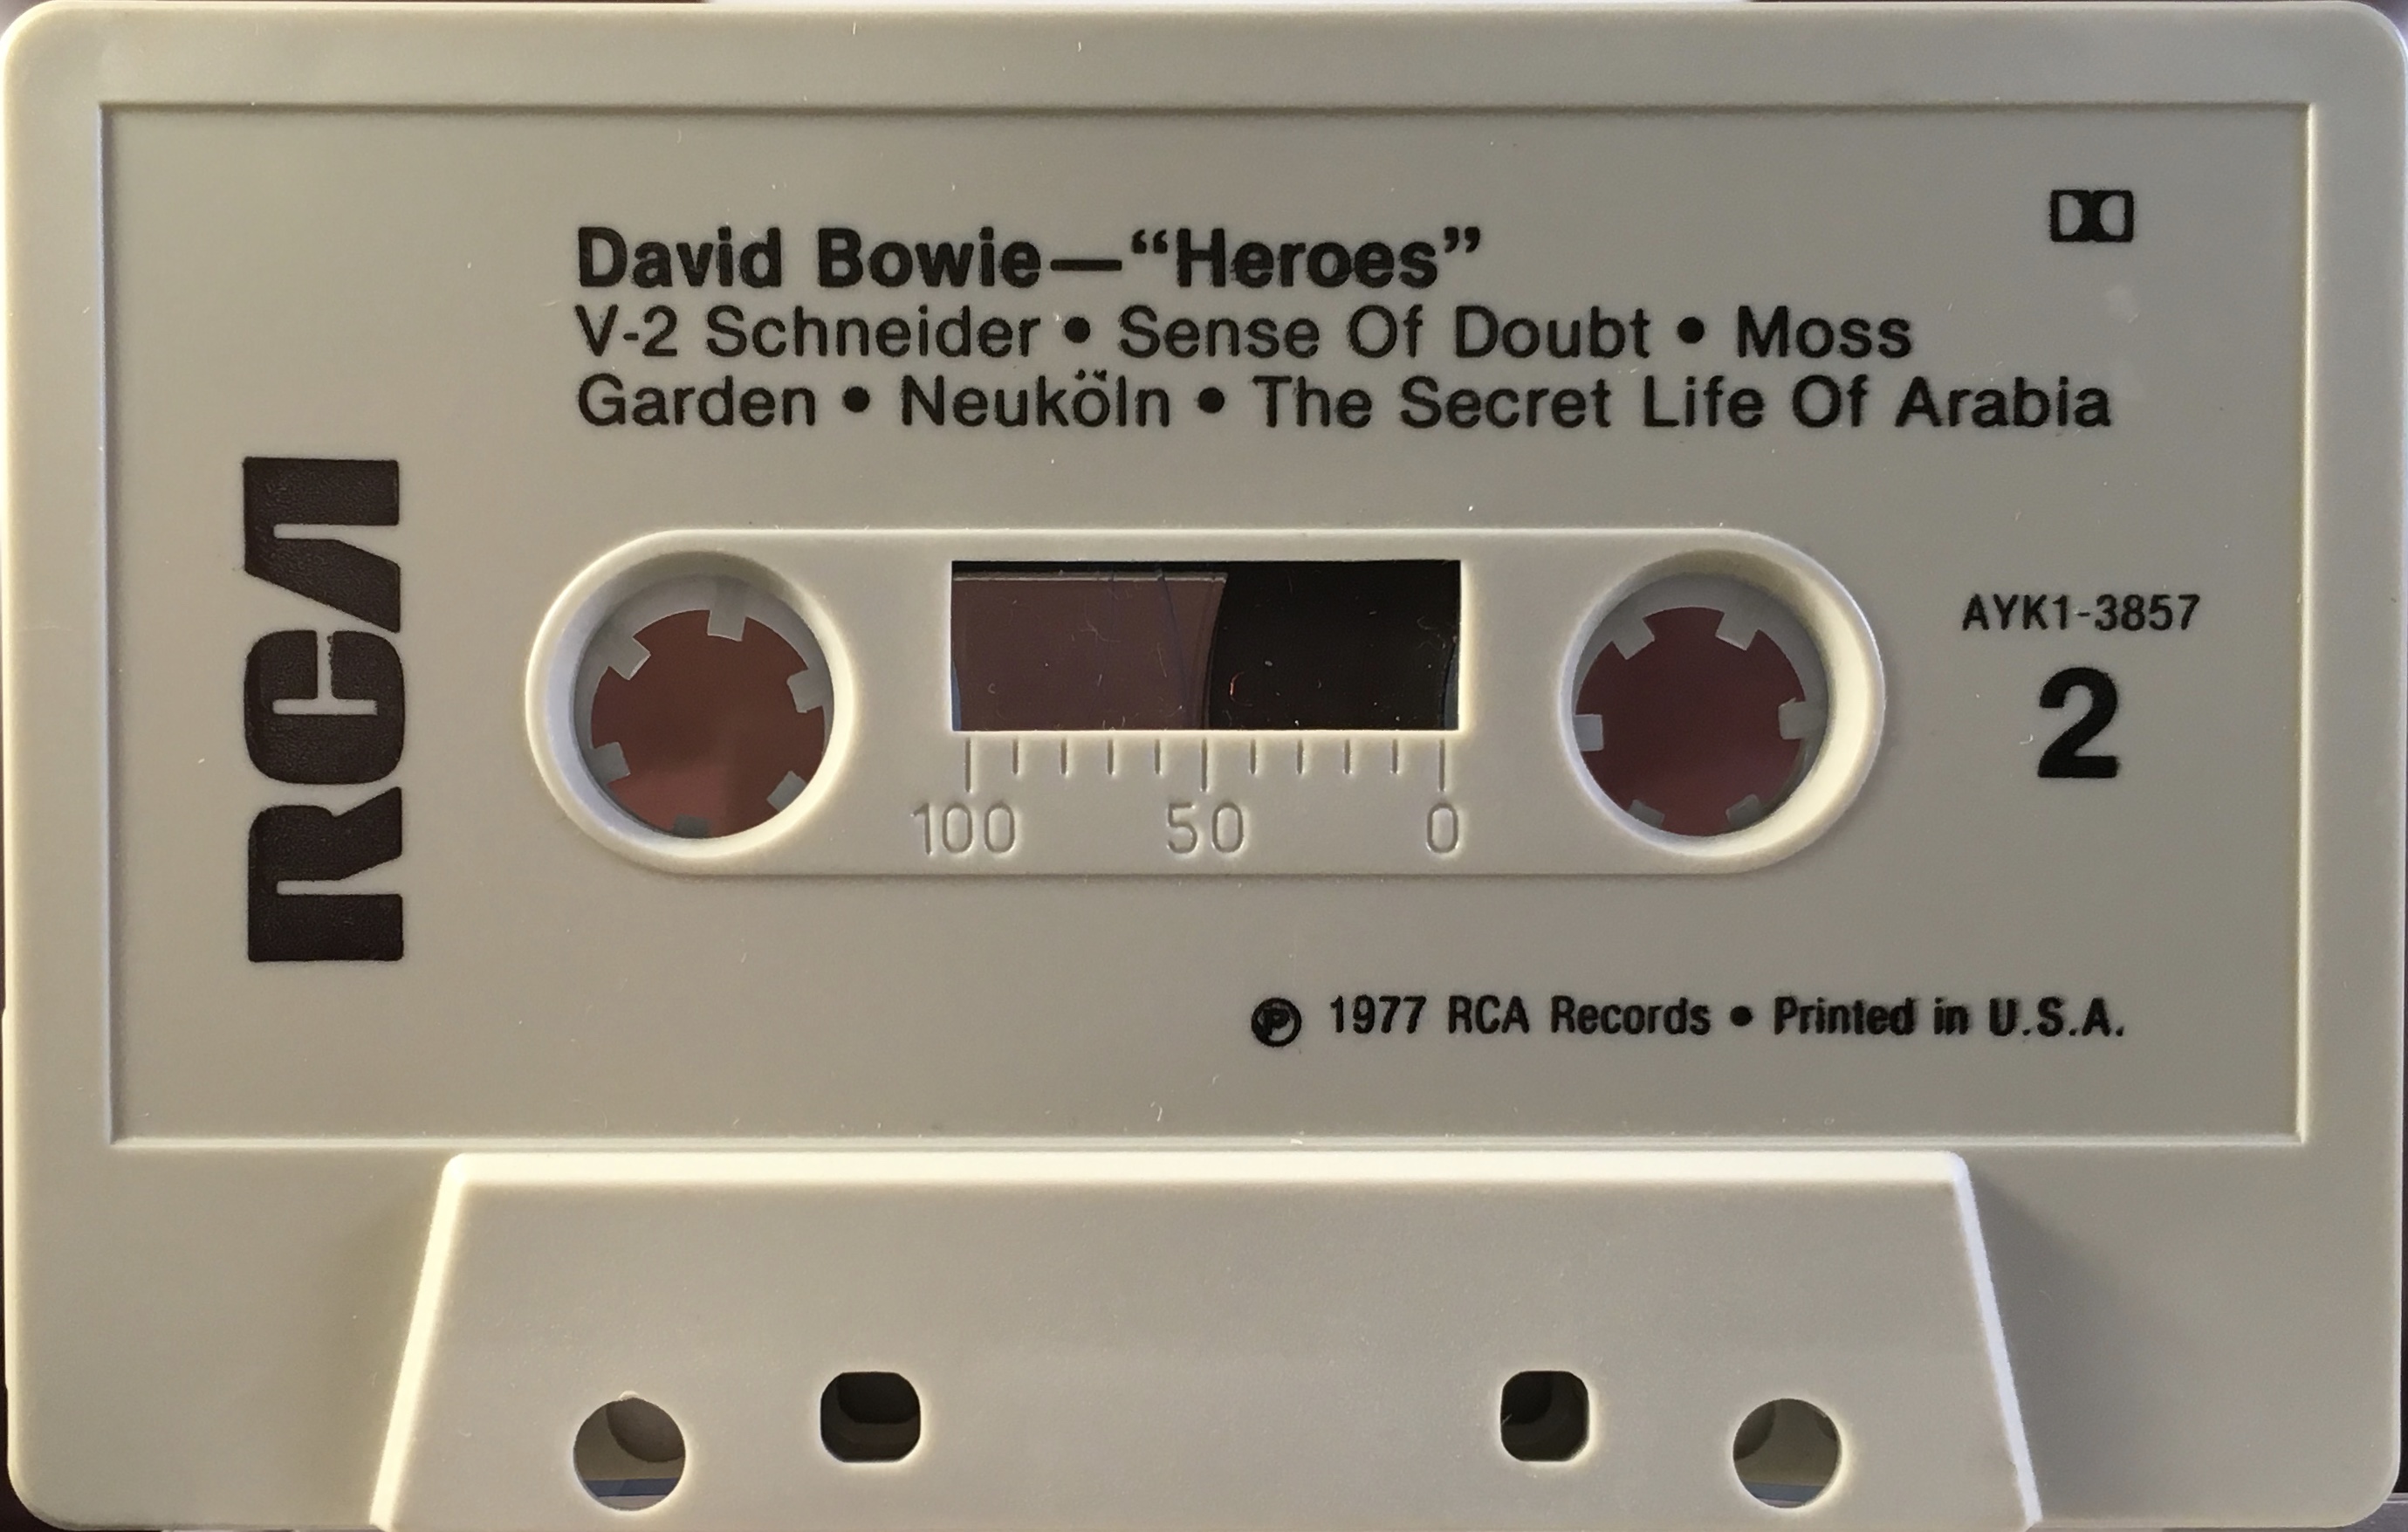 David Bowie—“Heroes”
V-2 Schneider • Sense Of Doubt • Moss
Garden • Neuköln • The Secret Life Of Arabia
RCA
AYK1-3857
2
100 50 0
℗ 1977 RCA Records • Printed in U.S.A.